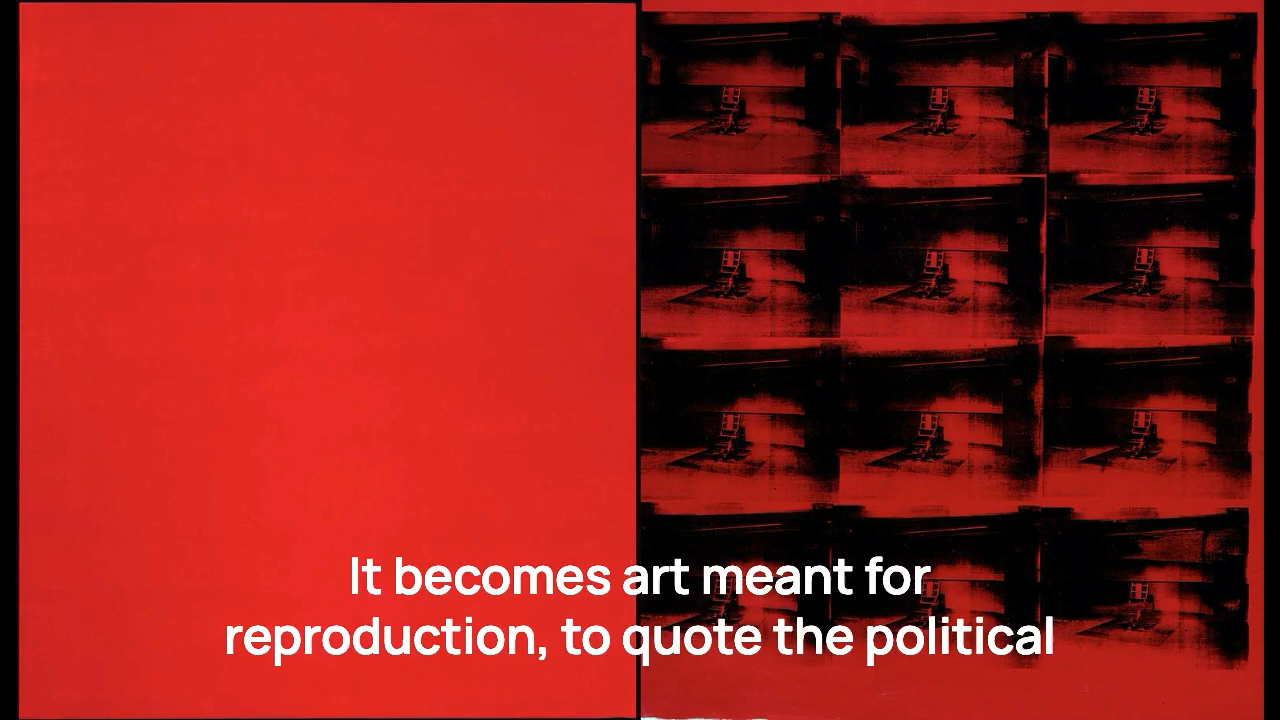 It becomes art meant for
reproduction, to quote the political